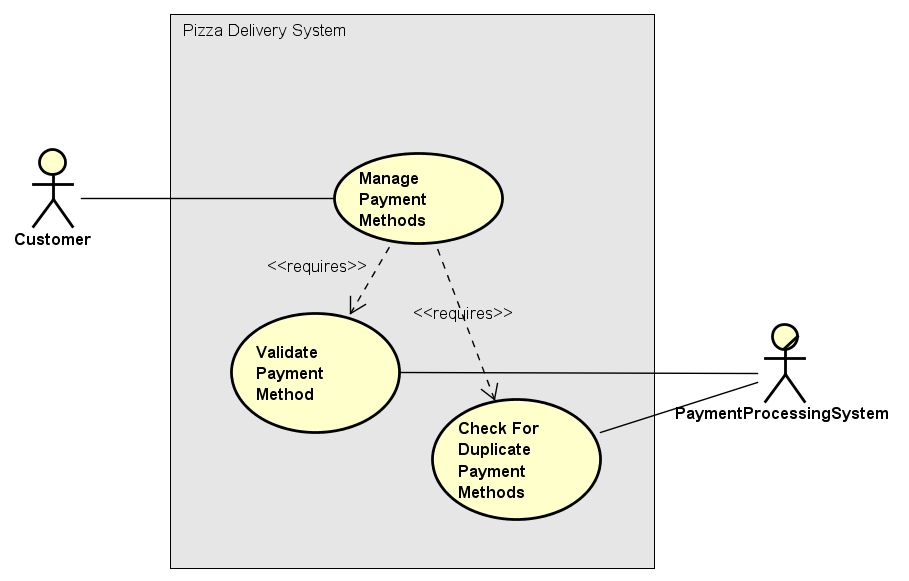 Pizza Delivery System
Manage
Payment
Methods
Customer
<<requires>>
<<requires>>
Validate
Payment
Method
PaymentProcessingSystem
Check For
Duplicate
Payment
Methods